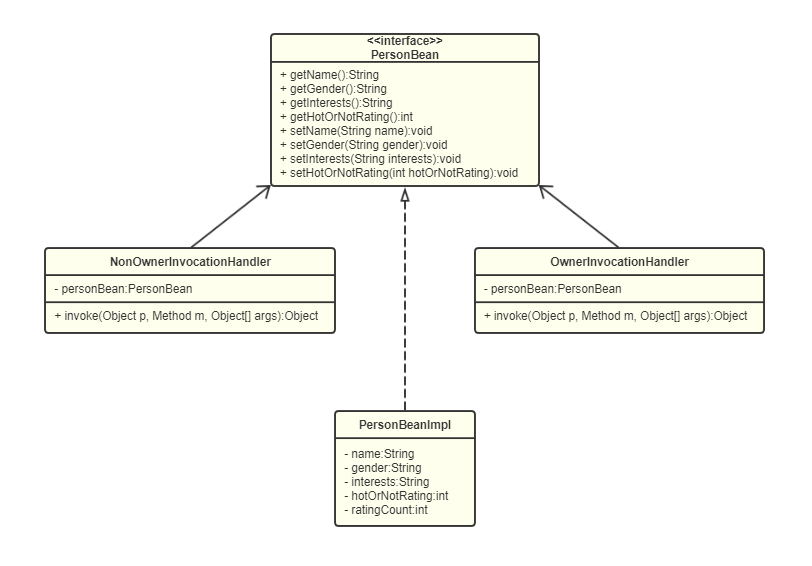 <<interface>>
PersonBean
+ getName():String
+ getGender():String
+ getInterests():String
+ getHotOrNotRating():int
+ setName(String name):void
+ setGender(String gender):void
+ setInterests(String interests):void
+ setHotOrNotRating(int hotOrNotRating):void
NonOwnerInvocationHandler
- personBean:PersonBean
+ invoke(Object p, Method m, Object[] args):Object
OwnerInvocationHandler
- personBean:PersonBean
+ invoke(Object p, Method m, Object[] args):Object
PersonBeanImpl
- name:String
- gender:String
- interests:String
- hotOrNotRating:int
- ratingCount:int